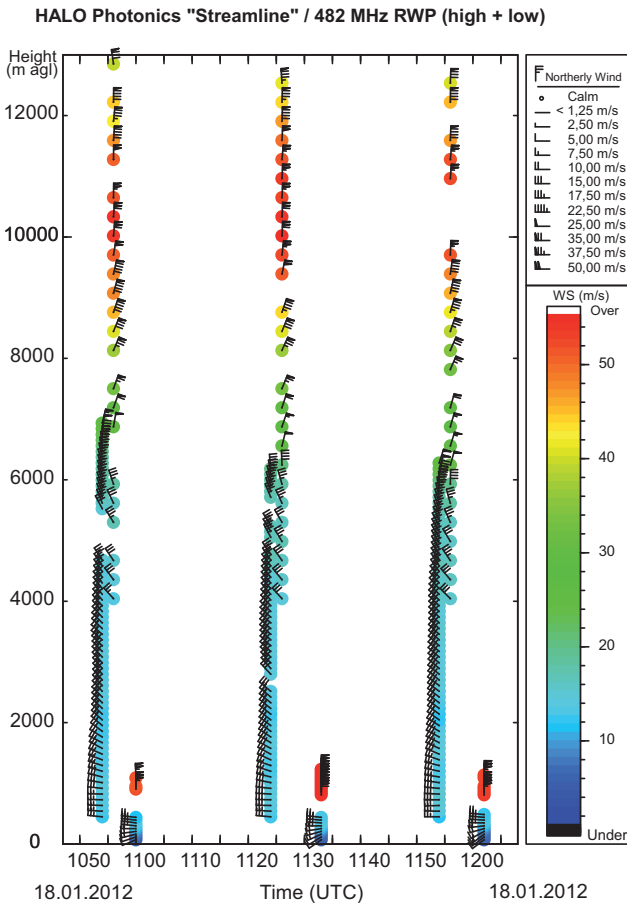 HALO Photonics "Streamline" / 482 MHz RWP (high + low)
Height
(m agl)
12000
10000
8000
6000
4000
2000
0
1050 1100 1110 1120 1130 1140 1150 1200
18.01.2012 Time (UTC) 18.01.2012
Northerly Wind
Calm
< 1,25 m/s
2,50 m/s
5,00 m/s
7,50 m/s
10,00 m/s
15,00 m/s
17,50 m/s
22,50 m/s
25,00 m/s
35,00 m/s
37,50 m/s
50,00 m/s
WS (m/s)
Over
50
40
30
20
10
Under